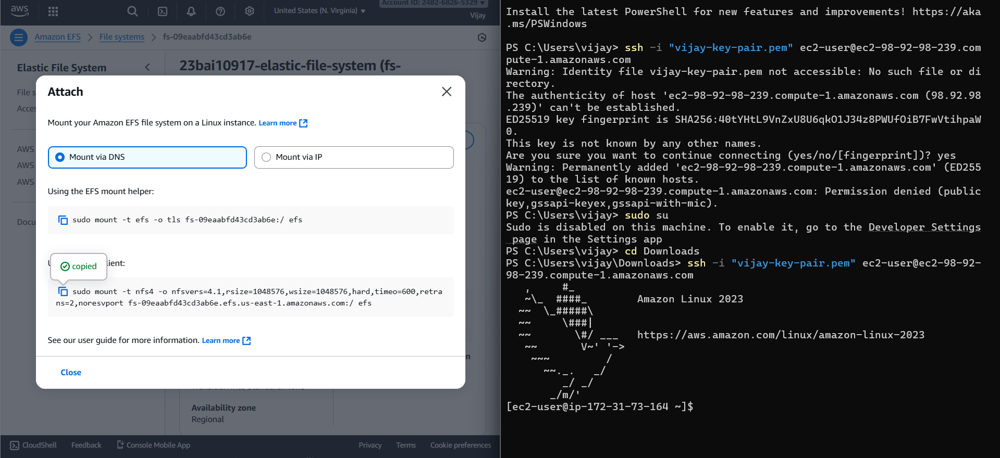 aws
United States (N. Virginia)
Account ID: 2482-6826-5329
Vijay
Amazon EFS
File systems
fs-09eaabfd43cd3ab6e
Elastic File System
23bai10917-elastic-file-system (fs-
File s
Acces
AWS
AWS
AWS
Docu
Attach
Mount your Amazon EFS file system on a Linux instance. Learn more
Mount via DNS
Mount via IP
Using the EFS mount helper:
sudo mount -t efs -o tls fs-09eaabfd43cd3ab6e:/ efs
U
lient:
copied
sudo mount -t nfs4 -o nfsvers=4.1,rsize=1048576,wsize=1048576,hard,timeo=600,retra
ns=2,noresvport fs-09eaabfd43cd3ab6e.efs.us-east-1.amazonaws.com:/ efs
See our user guide for more information. Learn more
Close
n
Availability zone
Regional
CloudShell
Feedback
Console Mobile App
Privacy
Terms
Cookie preferences
Install the latest PowerShell for new features and improvements! https://aka
.ms/PSWindows
PS C:\Users\vijay> ssh -i "vijay-key-pair.pem" ec2-user@ec2-98-92-98-239.com
pute-1.amazonaws.com
Warning: Identity file vijay-key-pair.pem not accessible: No such file or di
rectory.
The authenticity of host 'ec2-98-92-98-239.compute-1.amazonaws.com (98.92.98
.239)' can't be established.
ED25519 key fingerprint is SHA256:40tYHtL9VnZxU8U6qkO1J34z8PWUfOiB7FwVtihpaW
0.
This key is not known by any other names.
Are you sure you want to continue connecting (yes/no/[fingerprint])? yes
Warning: Permanently added 'ec2-98-92-98-239.compute-1.amazonaws.com' (ED255
19) to the list of known hosts.
ec2-user@ec2-98-92-98-239.compute-1.amazonaws.com: Permission denied (public
key,gssapi-keyex,gssapi-with-mic).
PS C:\Users\vijay> sudo su
Sudo is disabled on this machine. To enable it, go to the Developer Settings
 page in the Settings app
PS C:\Users\vijay> cd Downloads
PS C:\Users\vijay\Downloads> ssh -i "vijay-key-pair.pem" ec2-user@ec2-98-92-
98-239.compute-1.amazonaws.com
   ,     #_
   ~\_  ####_        Amazon Linux 2023
  ~~  \_#####\
  ~~     \###|
  ~~       \#/ ___   https://aws.amazon.com/linux/amazon-linux-2023
   ~~       V~' '->
    ~~~         /
      ~~._.   _/
         _/ _/
       _/m/'
[ec2-user@ip-172-31-73-164 ~]$